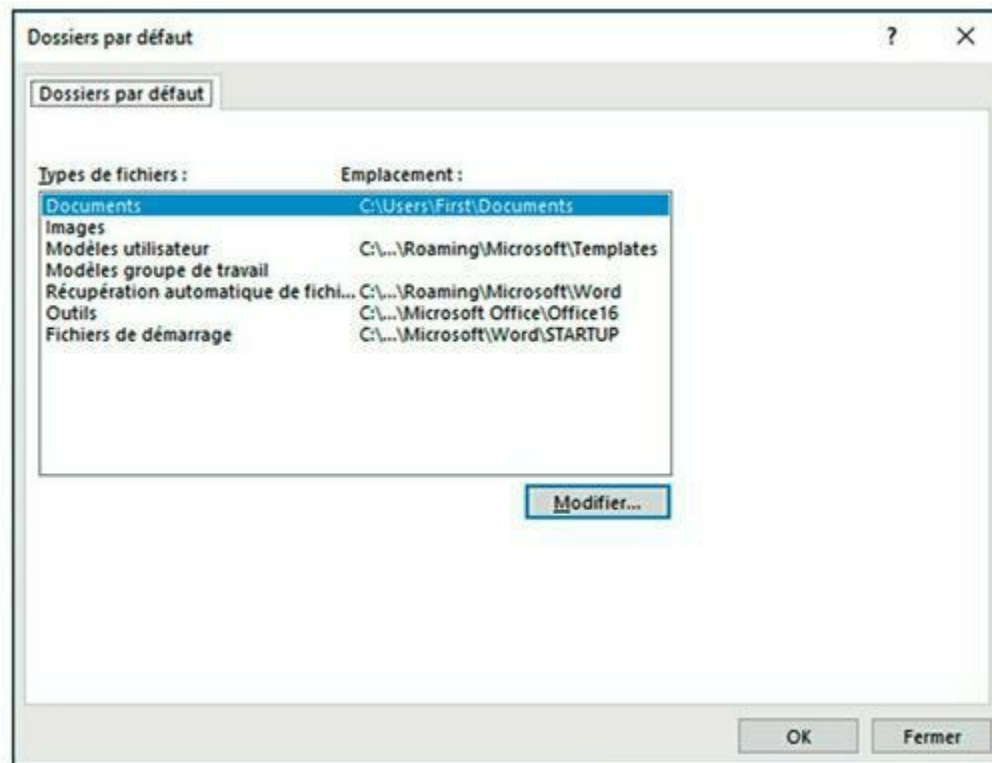 Dossiers par défaut ? ×
Dossiers par défaut
Types de fichiers : Emplacement :
Documents C:\Users\First\Documents
Images
Modèles utilisateur C:\...\Roaming\Microsoft\Templates
Modèles groupe de travail
Récupération automatique de fichi... C:\...\Roaming\Microsoft\Word
Outils C:\...\Microsoft Office\Office16
Fichiers de démarrage C:\...\Microsoft\Word\STARTUP
Modifier...
OK Fermer